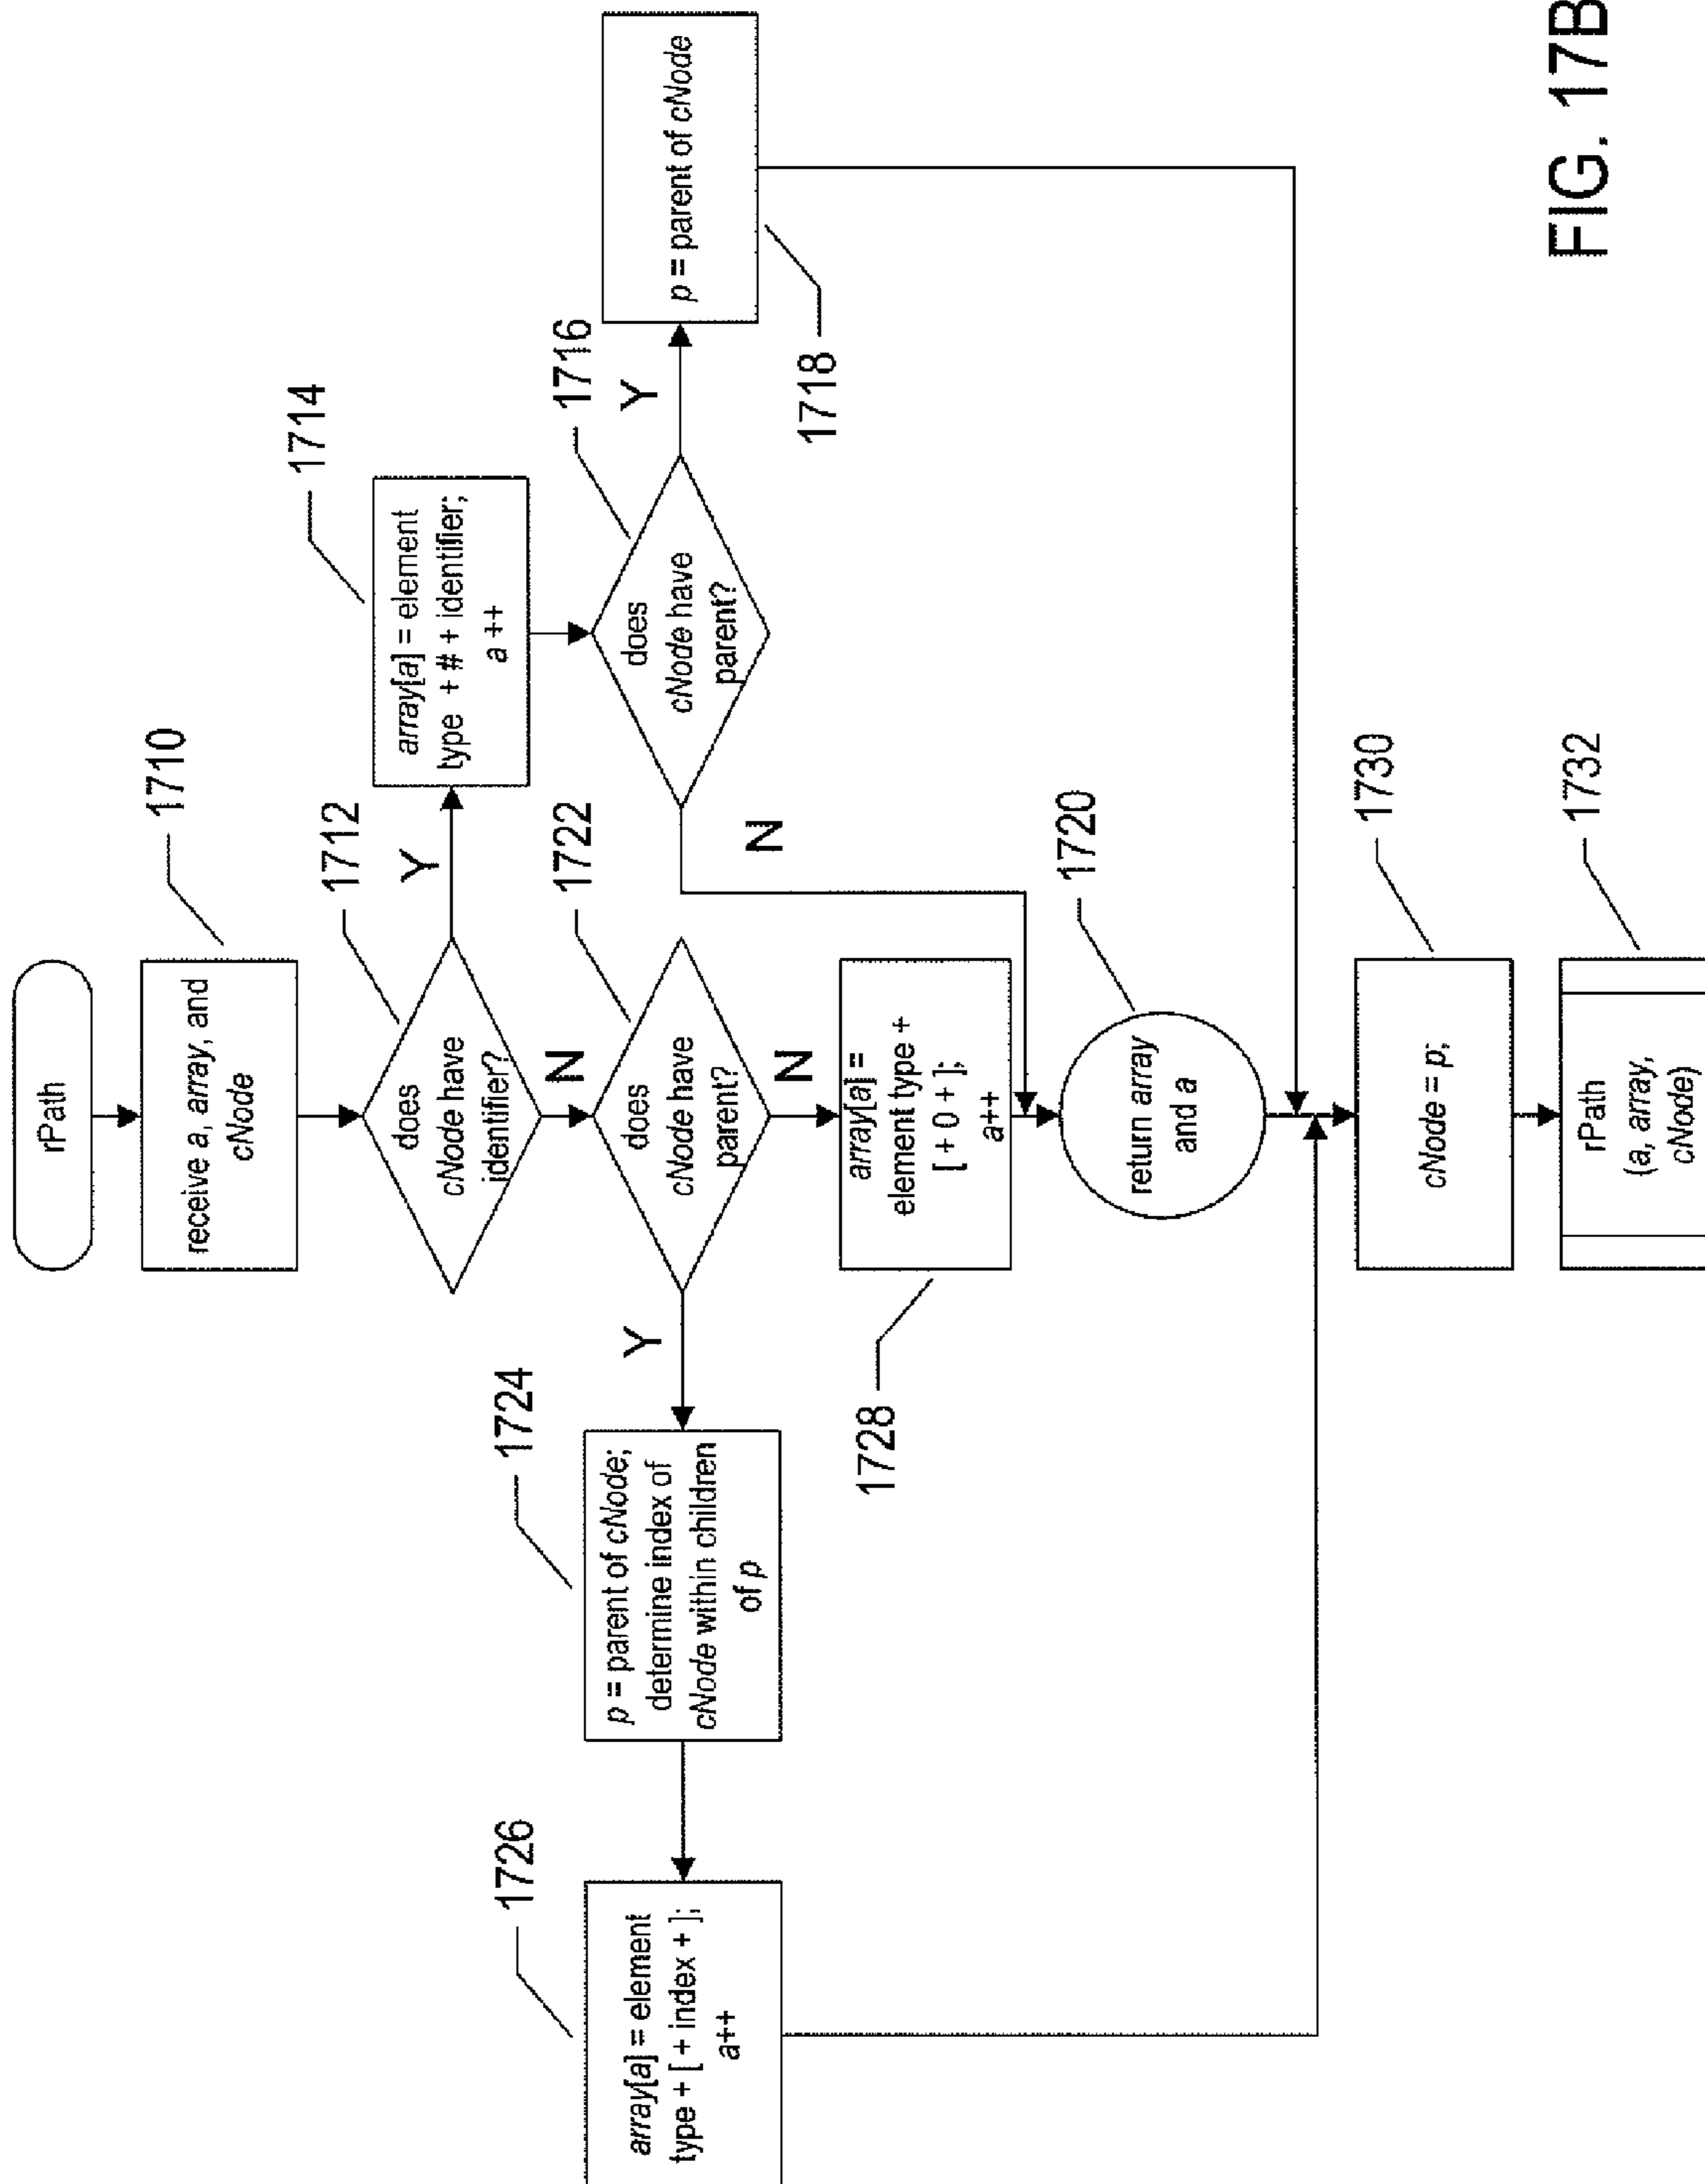 rPath
1710
receive a, array, and
cNode
1712
does
cNode have
identifier?
Y
N
1714
array[a] = element
type + # + identifier;
a ++
1716
does
cNode have
parent?
Y
N
1718
p = parent of cNode
1722
does
cNode have
parent?
Y
N
1724
p = parent of cNode;
determine index of
cNode within children
of p
1726
array[a] = element
type + [ + index + ];
a++
1728
array[a] =
element type +
[ + 0 + ];
a++
1720
return array
and a
1730
cNode = p;
1732
rPath
(a, array,
cNode)
FIG. 17B